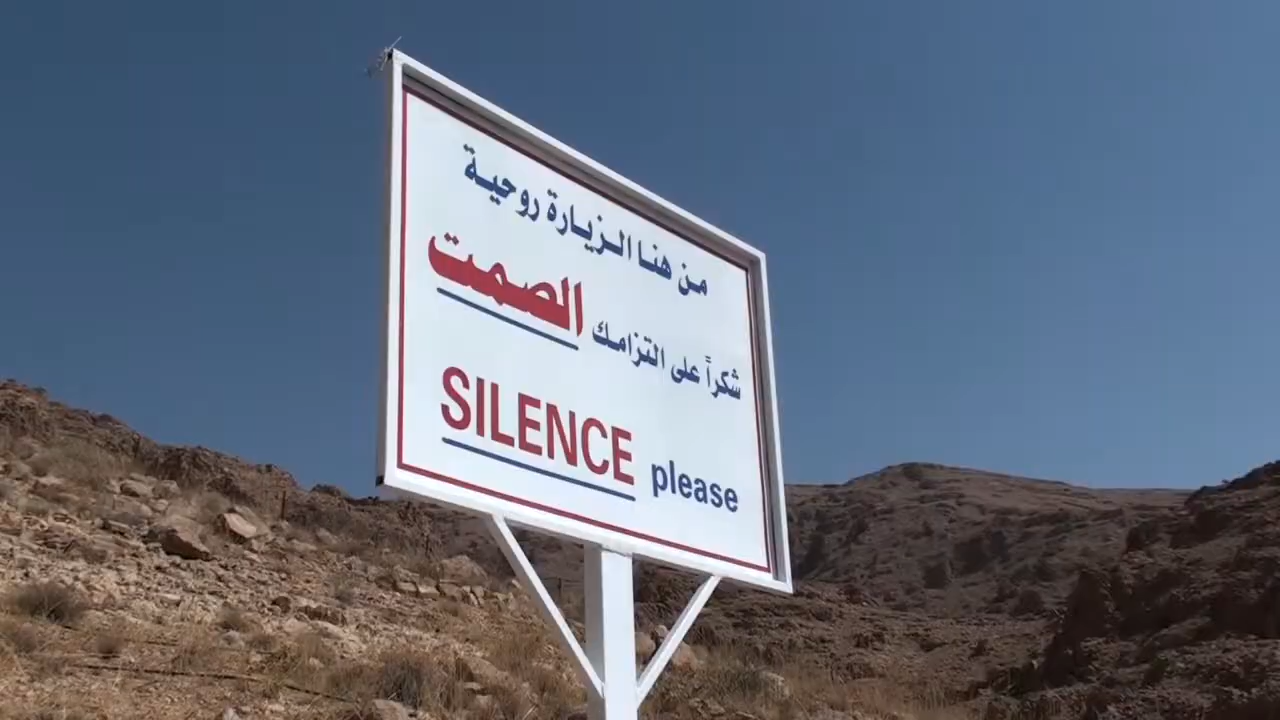 من هنا الزيارة روحية
شكراً على التزامك الصمت
SILENCE please